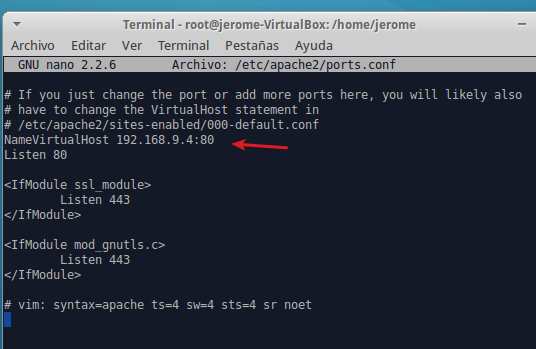 Terminal - root@jerome-VirtualBox: /home/jerome
Archivo Editar Ver Terminal Pestañas Ayuda
GNU nano 2.2.6 Archivo: /etc/apache2/ports.conf
# If you just change the port or add more ports here, you will likely also
# have to change the VirtualHost statement in
# /etc/apache2/sites-enabled/000-default.conf
NameVirtualHost 192.168.9.4:80
Listen 80
<IfModule ssl_module>
Listen 443
</IfModule>
<IfModule mod_gnutls.c>
Listen 443
</IfModule>
# vim: syntax=apache ts=4 sw=4 sts=4 sr noet